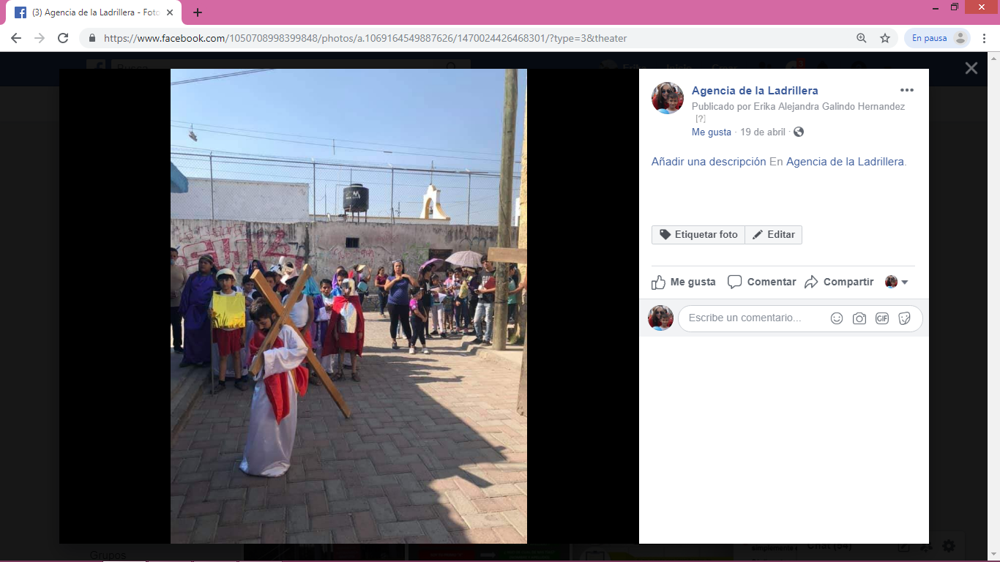 (3) Agencia de la Ladrillera - Foto
https://www.facebook.com/1050708998399848/photos/a.1069164549887626/1470024426468301/?type=3&theater
En pausa
Agencia de la Ladrillera
Publicado por Erika Alejandra Galindo Hernandez
[?]
Me gusta · 19 de abril ·
Añadir una descripción En Agencia de la Ladrillera.
Etiquetar foto Editar
Me gusta Comentar Compartir
Escribe un comentario...
GIF
Grupos
Chat (64)